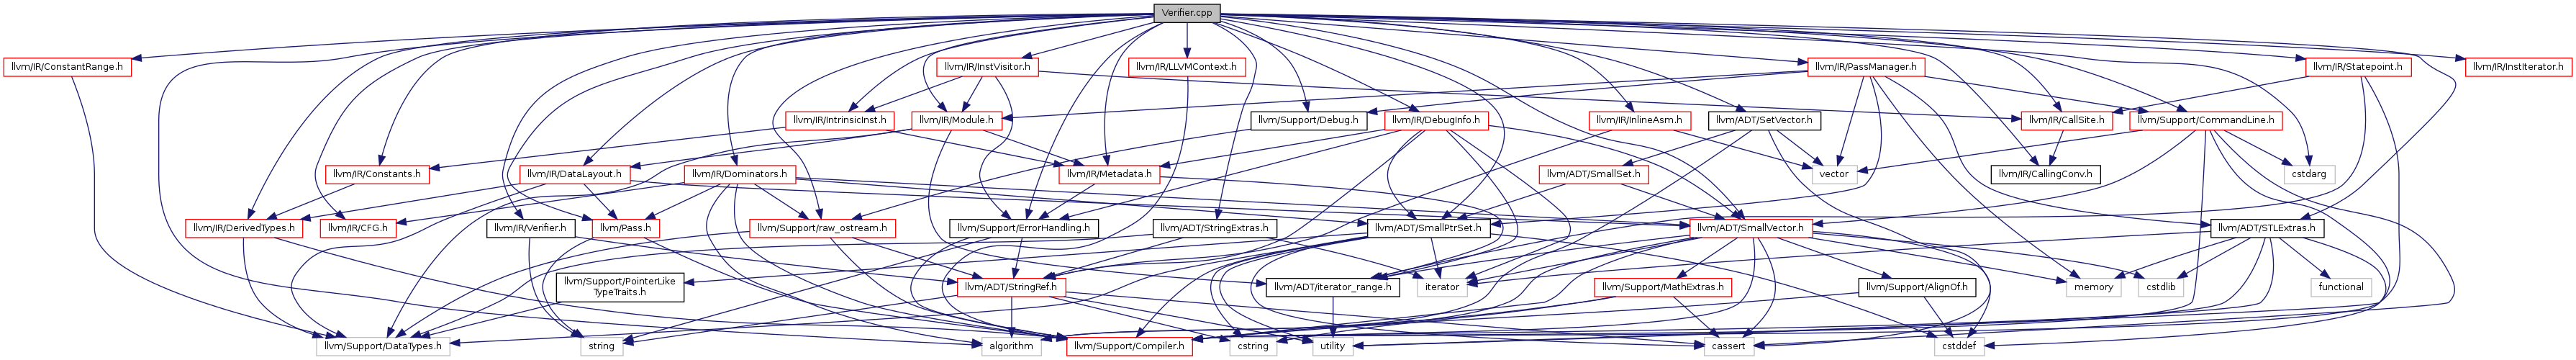 Verifier.cpp
llvm/IR/ConstantRange.h
llvm/IR/InstVisitor.h
llvm/IR/LLVMContext.h
llvm/IR/PassManager.h
llvm/IR/Statepoint.h
llvm/IR/InstIterator.h
llvm/IR/IntrinsicInst.h
llvm/IR/Module.h
llvm/Support/Debug.h
llvm/IR/DebugInfo.h
llvm/IR/InlineAsm.h
llvm/ADT/SetVector.h
llvm/IR/CallSite.h
llvm/Support/CommandLine.h
llvm/IR/Constants.h
llvm/IR/DataLayout.h
llvm/IR/Dominators.h
llvm/IR/Metadata.h
llvm/ADT/SmallSet.h
vector
llvm/IR/CallingConv.h
cstdarg
llvm/IR/DerivedTypes.h
llvm/IR/CFG.h
llvm/IR/Verifier.h
llvm/Pass.h
llvm/Support/raw_ostream.h
llvm/Support/ErrorHandling.h
llvm/ADT/StringExtras.h
llvm/ADT/SmallPtrSet.h
llvm/ADT/SmallVector.h
llvm/ADT/STLExtras.h
llvm/Support/PointerLike
TypeTraits.h
llvm/ADT/StringRef.h
llvm/ADT/iterator_range.h
iterator
llvm/Support/MathExtras.h
llvm/Support/AlignOf.h
memory
cstdlib
functional
llvm/Support/DataTypes.h
string
algorithm
llvm/Support/Compiler.h
cstring
utility
cassert
cstddef